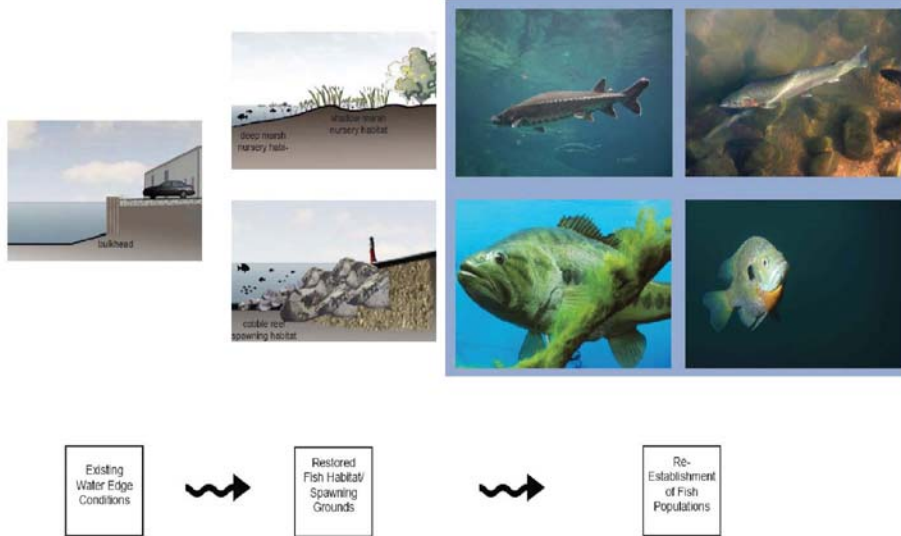 shallow marsh
nursery habitat
deep marsh
nursery habi-
bulkhead
cobble reef
spawning habitat
Existing
Water Edge
Conditions
Restored
Fish Habitat/
Spawning
Grounds
Re-
Establishment
of Fish
Populations